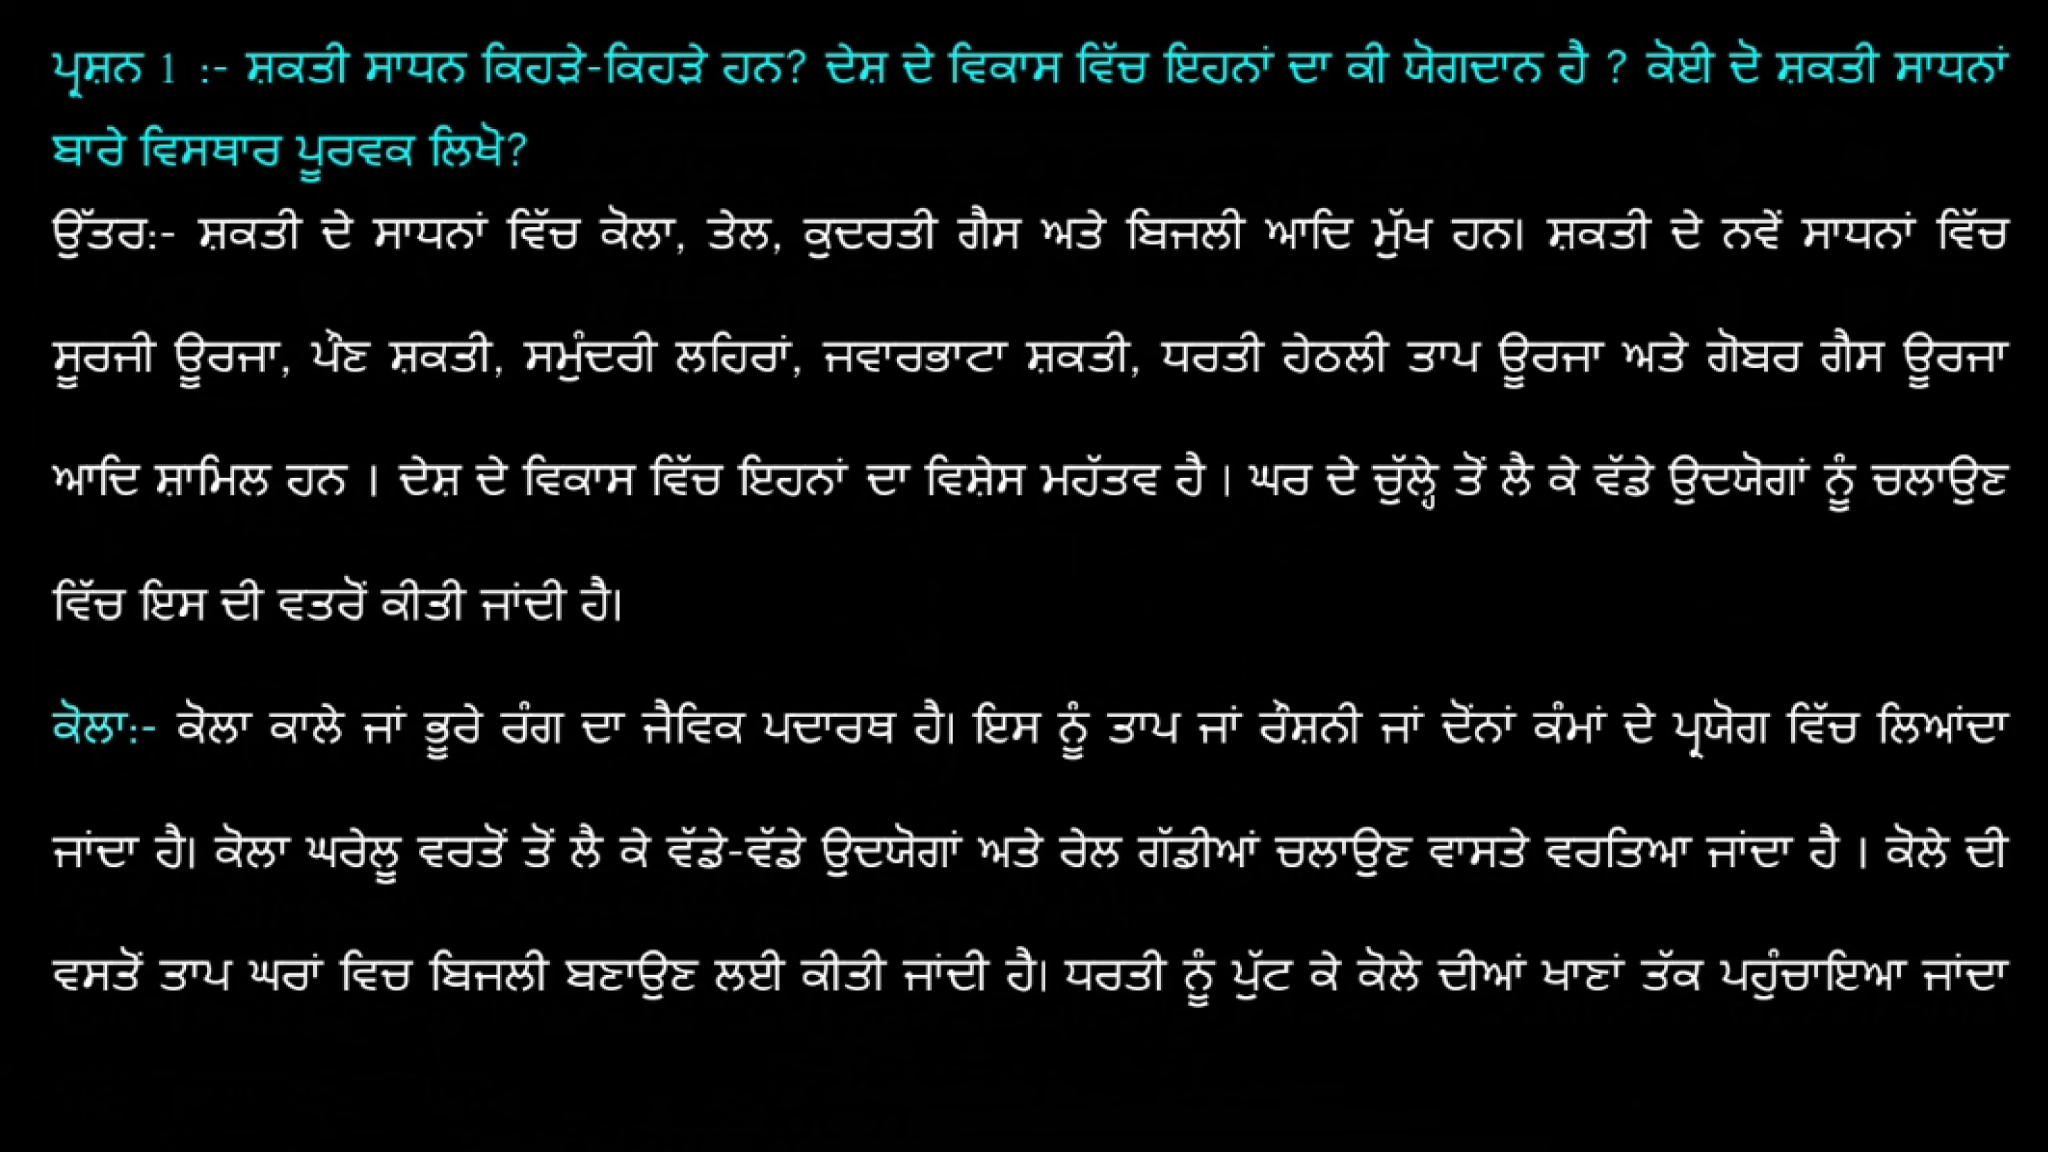 ਪ੍ਰਸ਼ਨ 1 :- ਸ਼ਕਤੀ ਸਾਧਨ ਕਿਹੜੇ-ਕਿਹੜੇ ਹਨ? ਦੇਸ਼ ਦੇ ਵਿਕਾਸ ਵਿੱਚ ਇਹਨਾਂ ਦਾ ਕੀ ਯੋਗਦਾਨ ਹੈ ? ਕੋਈ ਦੋ ਸ਼ਕਤੀ ਸਾਧਨਾਂ
ਬਾਰੇ ਵਿਸਥਾਰ ਪੂਰਵਕ ਲਿਖੋ?
ਉੱਤਰ:- ਸ਼ਕਤੀ ਦੇ ਸਾਧਨਾਂ ਵਿੱਚ ਕੋਲਾ, ਤੇਲ, ਕੁਦਰਤੀ ਗੈਸ ਅਤੇ ਬਿਜਲੀ ਆਦਿ ਮੁੱਖ ਹਨ। ਸ਼ਕਤੀ ਦੇ ਨਵੇਂ ਸਾਧਨਾਂ ਵਿੱਚ
ਸੂਰਜੀ ਊਰਜਾ, ਪੌਣ ਸ਼ਕਤੀ, ਸਮੁੰਦਰੀ ਲਹਿਰਾਂ, ਜਵਾਰਭਾਟਾ ਸ਼ਕਤੀ, ਧਰਤੀ ਹੇਠਲੀ ਤਾਪ ਊਰਜਾ ਅਤੇ ਗੋਬਰ ਗੈਸ ਊਰਜਾ
ਆਦਿ ਸ਼ਾਮਿਲ ਹਨ । ਦੇਸ਼ ਦੇ ਵਿਕਾਸ ਵਿੱਚ ਇਹਨਾਂ ਦਾ ਵਿਸ਼ੇਸ ਮਹੱਤਵ ਹੈ । ਘਰ ਦੇ ਚੁੱਲ੍ਹੇ ਤੋਂ ਲੈ ਕੇ ਵੱਡੇ ਉਦਯੋਗਾਂ ਨੂੰ ਚਲਾਉਣ
ਵਿੱਚ ਇਸ ਦੀ ਵਤਰੋਂ ਕੀਤੀ ਜਾਂਦੀ ਹੈ।
ਕੋਲਾ:- ਕੋਲਾ ਕਾਲੇ ਜਾਂ ਭੂਰੇ ਰੰਗ ਦਾ ਜੈਵਿਕ ਪਦਾਰਥ ਹੈ। ਇਸ ਨੂੰ ਤਾਪ ਜਾਂ ਰੌਸ਼ਨੀ ਜਾਂ ਦੋਂਨਾਂ ਕੰਮਾਂ ਦੇ ਪ੍ਰਯੋਗ ਵਿੱਚ ਲਿਆਂਦਾ
ਜਾਂਦਾ ਹੈ। ਕੋਲਾ ਘਰੇਲੂ ਵਰਤੋਂ ਤੋਂ ਲੈ ਕੇ ਵੱਡੇ-ਵੱਡੇ ਉਦਯੋਗਾਂ ਅਤੇ ਰੇਲ ਗੱਡੀਆਂ ਚਲਾਉਣ ਵਾਸਤੇ ਵਰਤਿਆ ਜਾਂਦਾ ਹੈ । ਕੋਲੇ ਦੀ
ਵਸਤੋਂ ਤਾਪ ਘਰਾਂ ਵਿਚ ਬਿਜਲੀ ਬਣਾਉਣ ਲਈ ਕੀਤੀ ਜਾਂਦੀ ਹੈ। ਧਰਤੀ ਨੂੰ ਪੁੱਟ ਕੇ ਕੋਲੇ ਦੀਆਂ ਖਾਣਾਂ ਤੱਕ ਪਹੁੰਚਾਇਆ ਜਾਂਦਾ